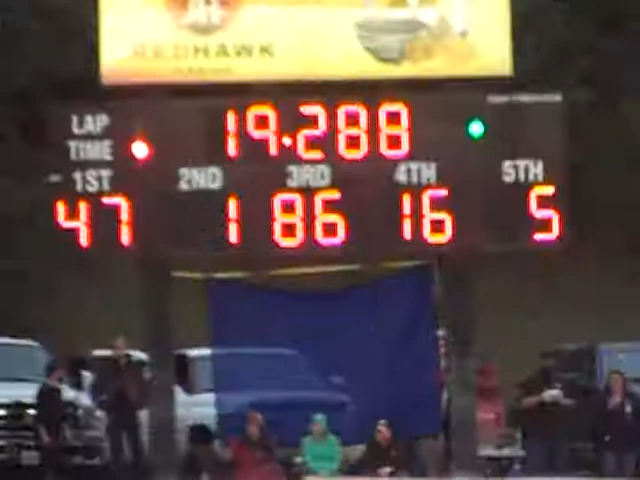 REDHAWK
LAP
TIME
19.288
1ST 2ND 3RD 4TH 5TH
47 1 86 16 5